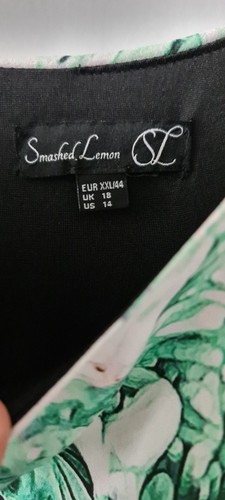 Smashed Lemon SL
EUR XXL/44
UK 18
US 14